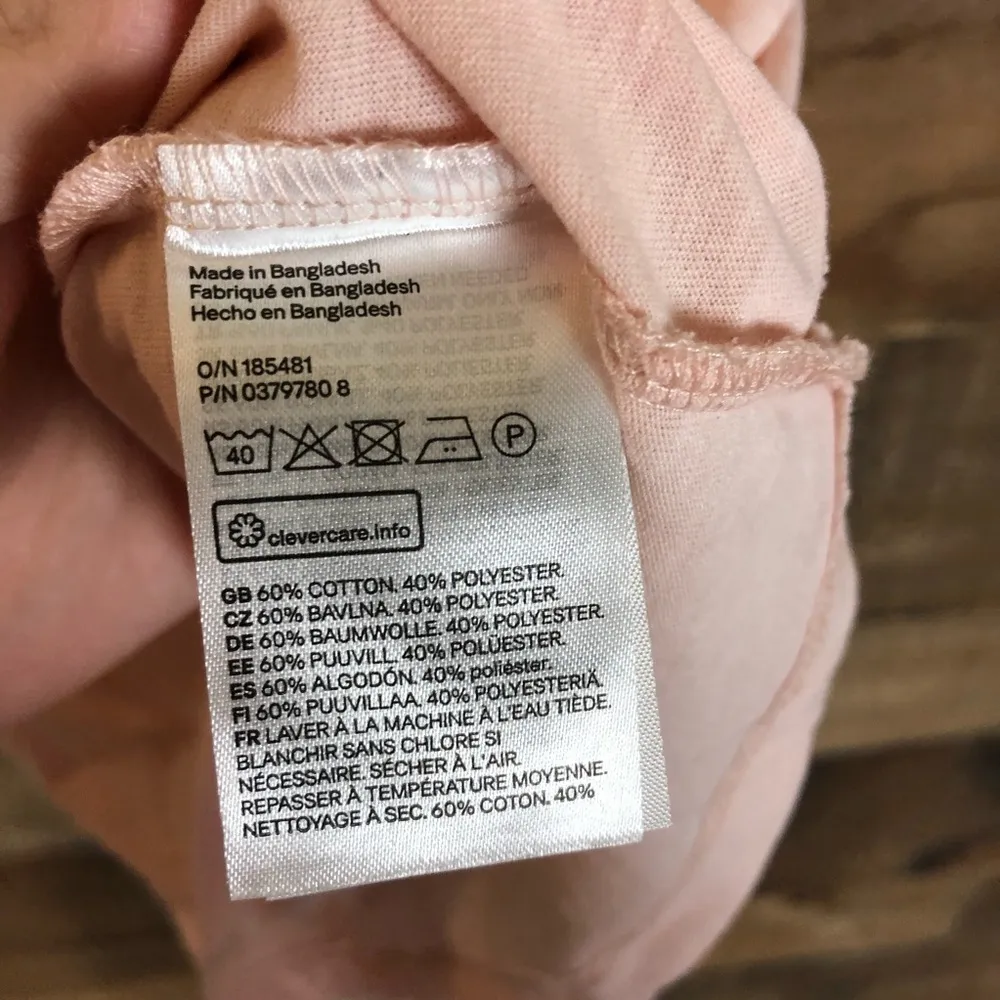 Made in Bangladesh
Fabriqué en Bangladesh
Hecho en Bangladesh
O/N 185481
P/N 0379780 8
40 P
clevercare.info
GB 60% COTTON. 40% POLYESTER.
CZ 60% BAVLNA. 40% POLYESTER.
DE 60% BAUMWOLLE. 40% POLYESTER.
EE 60% PUUVILL. 40% POLÜESTER.
ES 60% ALGODÓN. 40% poliéster.
FI 60% PUUVILLAA. 40% POLYESTERIÄ.
FR LAVER À LA MACHINE À L'EAU TIÈDE.
BLANCHIR SANS CHLORE SI
NÉCESSAIRE. SÉCHER À L'AIR.
REPASSER À TEMPÉRATURE MOYENNE.
NETTOYAGE À SEC. 60% COTON. 40%